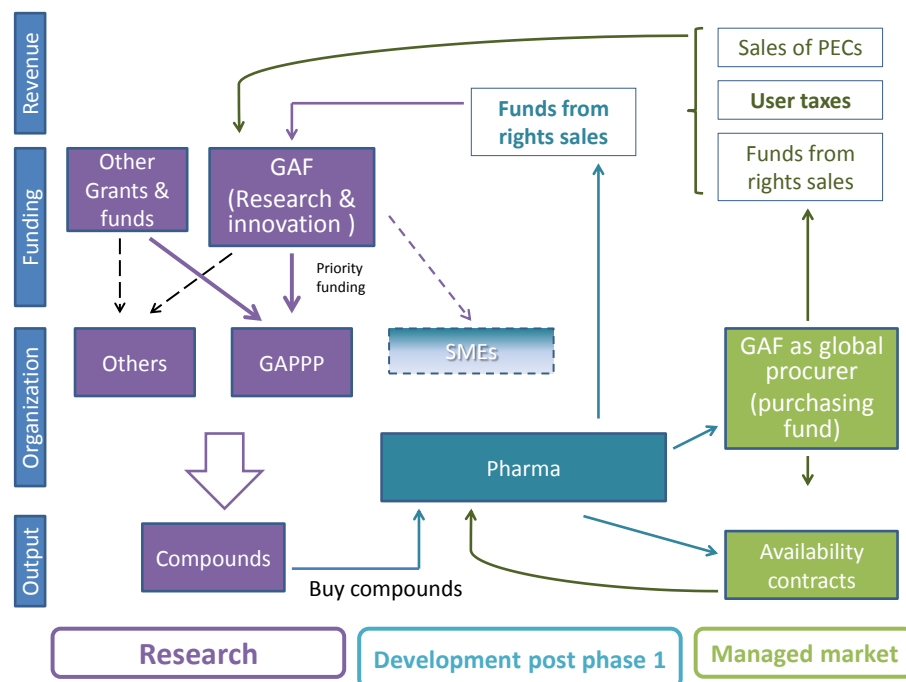 Revenue
Sales of PECs
User taxes
Funds from
rights sales
Funds from
rights sales
Funding
Other
Grants &
funds
GAF
(Research &
innovation )
Priority
funding
Organization
Others
GAPPP
SMEs
GAF as global
procurer
(purchasing
fund)
Pharma
Output
Compounds
Buy compounds
Availability
contracts
Research
Development post phase 1
Managed market